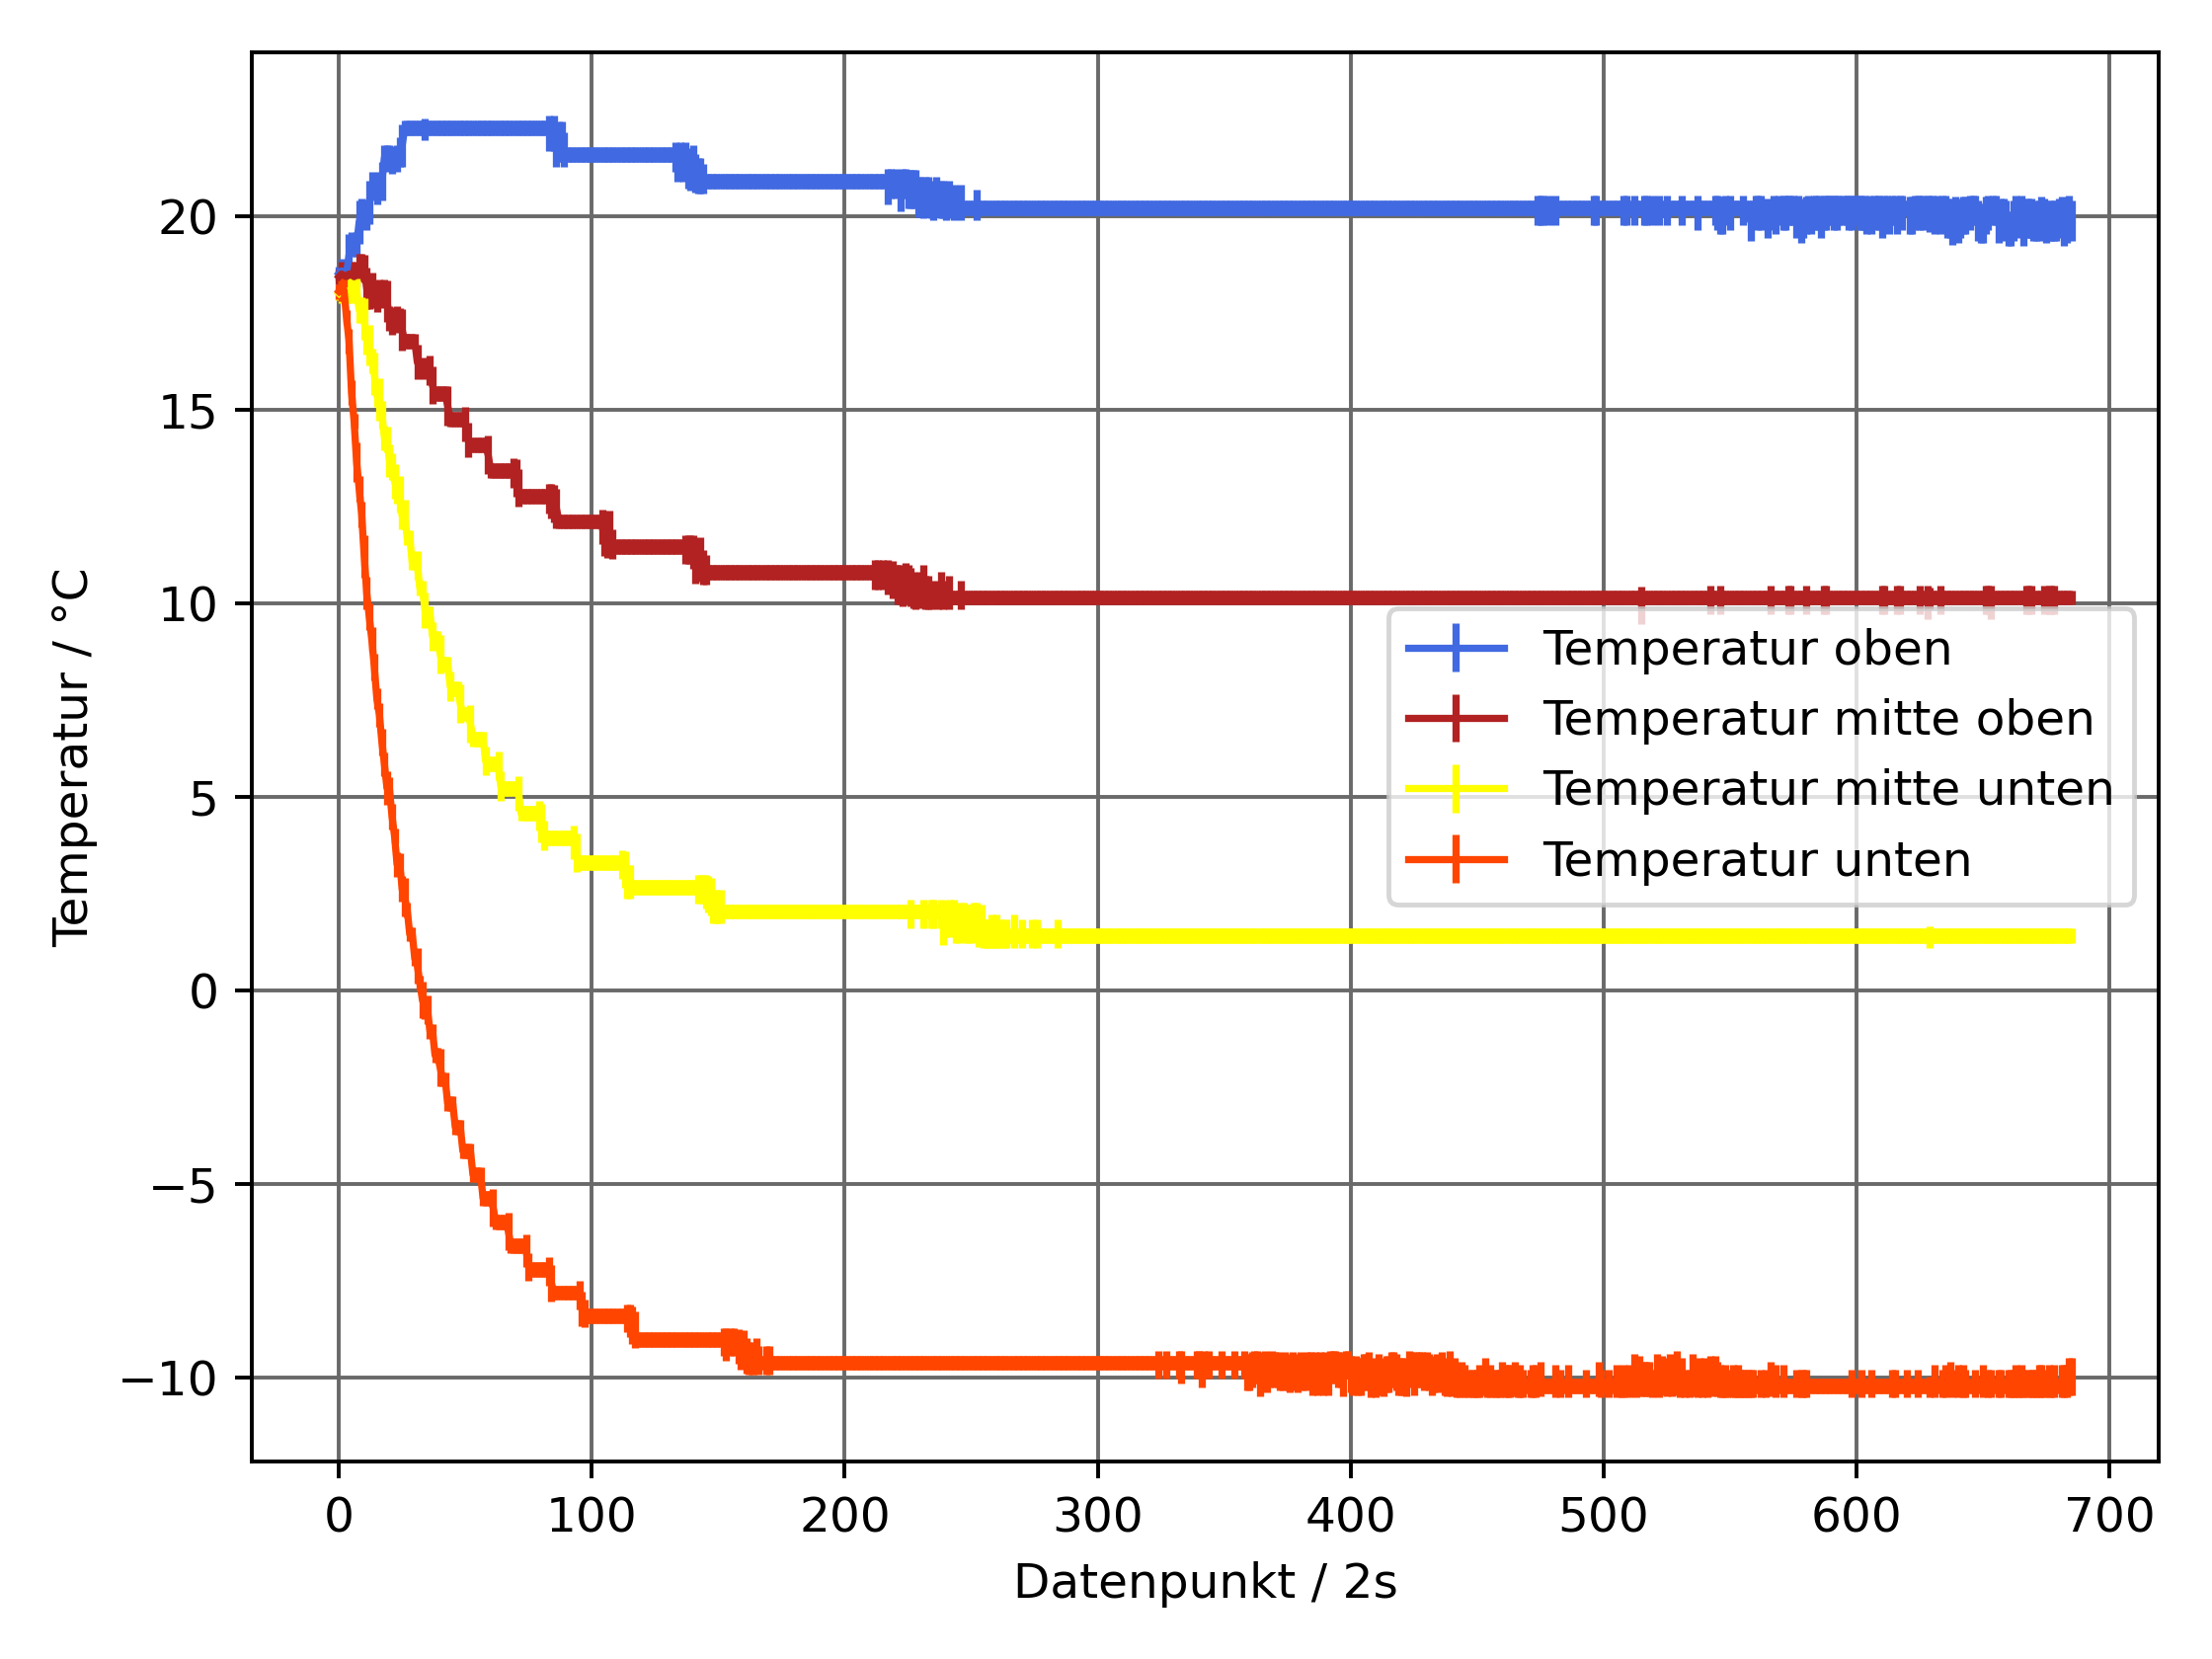 Temperatur / °C
20
15
10
5
0
−5
−10
Temperatur oben
Temperatur mitte oben
Temperatur mitte unten
Temperatur unten
0 100 200 300 400 500 600 700
Datenpunkt / 2s